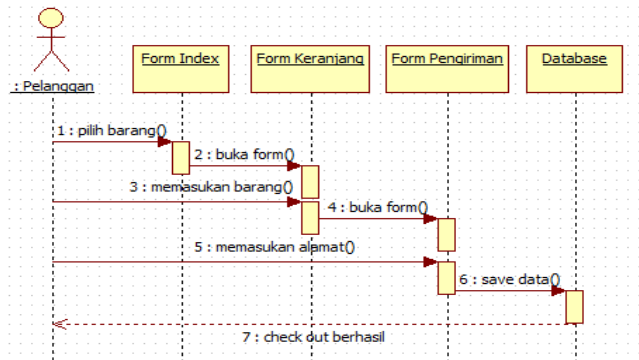 : Pelanggan
Form Index
Form Keranjang
Form Pengiriman
Database
1 : pilih barang()
2 : buka form()
3 : memasukan barang()
4 : buka form()
5 : memasukan alamat()
6 : save data()
7 : check out berhasil